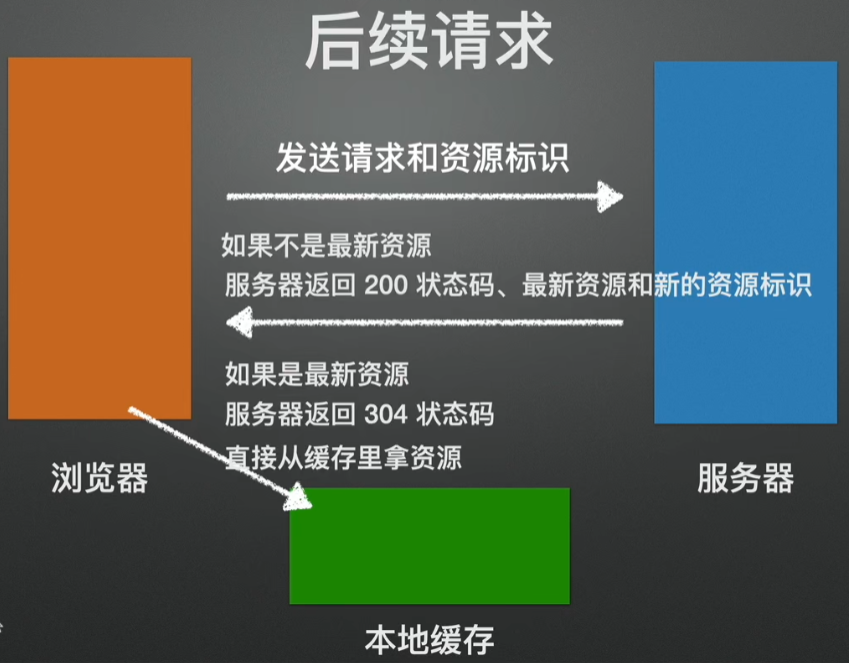 后续请求
发送请求和资源标识
如果不是最新资源
服务器返回 200 状态码、最新资源和新的资源标识
如果是最新资源
服务器返回 304 状态码
直接从缓存里拿资源
浏览器
服务器
本地缓存